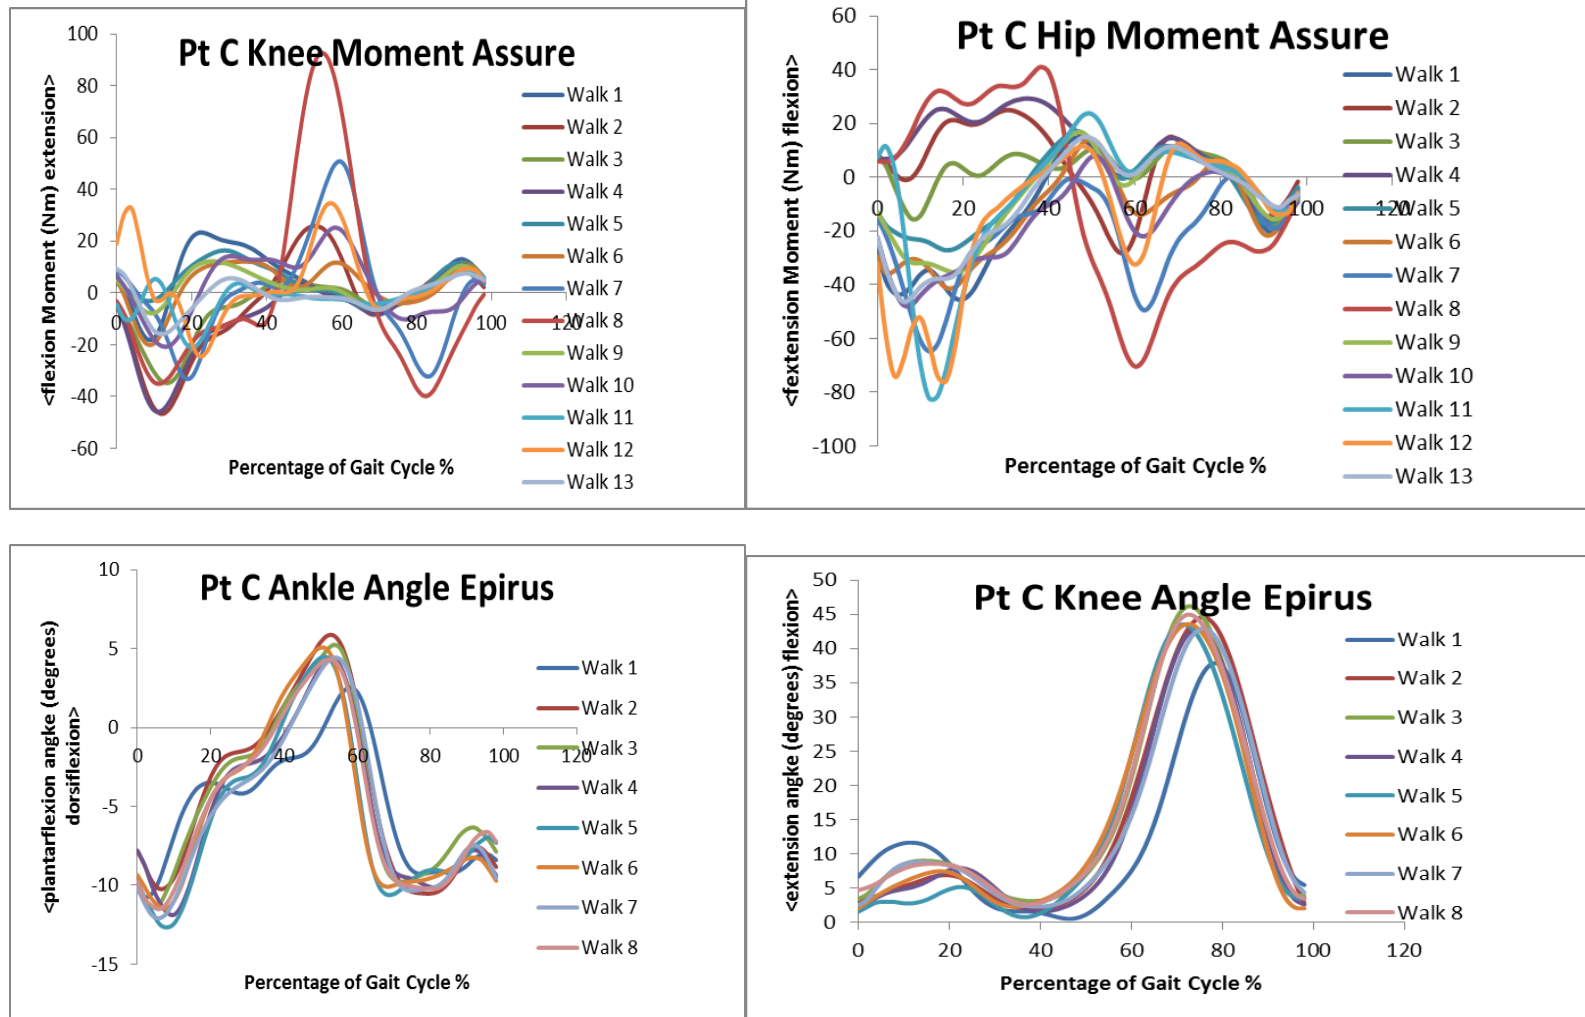 Pt C Knee Moment Assure
<flexion Moment (Nm) extension>
100
80
60
40
20
0
-20
-40
-60
0
20
40
60
80
100
120
Percentage of Gait Cycle %
Walk 1
Walk 2
Walk 3
Walk 4
Walk 5
Walk 6
Walk 7
Walk 8
Walk 9
Walk 10
Walk 11
Walk 12
Walk 13
Pt C Hip Moment Assure
<fextension Moment (Nm) flexion>
60
40
20
0
-20
-40
-60
-80
-100
0
20
40
60
80
100
120
Percentage of Gait Cycle %
Walk 1
Walk 2
Walk 3
Walk 4
Walk 5
Walk 6
Walk 7
Walk 8
Walk 9
Walk 10
Walk 11
Walk 12
Walk 13
Pt C Ankle Angle Epirus
<plantarflexion angke (degrees)
dorsiflexion>
10
5
0
-5
-10
-15
0
20
40
60
80
100
120
Percentage of Gait Cycle %
Walk 1
Walk 2
Walk 3
Walk 4
Walk 5
Walk 6
Walk 7
Walk 8
Pt C Knee Angle Epirus
<extension angke (degrees) flexion>
50
45
40
35
30
25
20
15
10
5
0
0
20
40
60
80
100
120
Percentage of Gait Cycle %
Walk 1
Walk 2
Walk 3
Walk 4
Walk 5
Walk 6
Walk 7
Walk 8